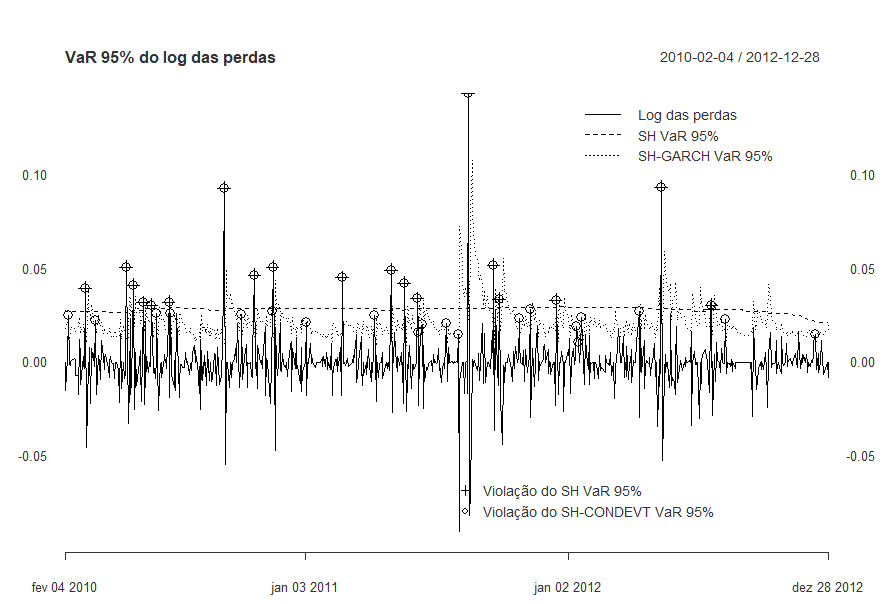 VaR 95% do log das perdas
2010-02-04 / 2012-12-28
Log das perdas
SH VaR 95%
SH-GARCH VaR 95%
0.10
0.10
0.05
0.05
0.00
0.00
-0.05
-0.05
Violação do SH VaR 95%
Violação do SH-CONDEVT VaR 95%
fev 04 2010
jan 03 2011
jan 02 2012
dez 28 2012